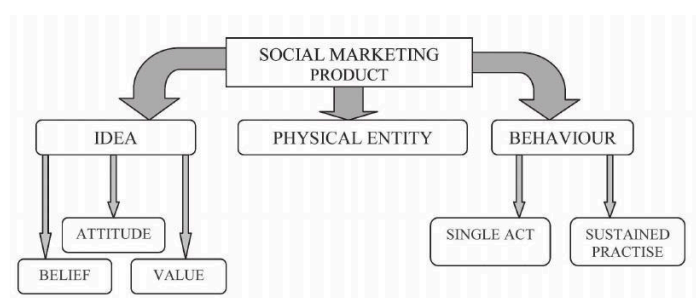 SOCIAL MARKETING
PRODUCT
IDEA
PHYSICAL ENTITY
BEHAVIOUR
ATTITUDE
SINGLE ACT
SUSTAINED
PRACTISE
BELIEF
VALUE